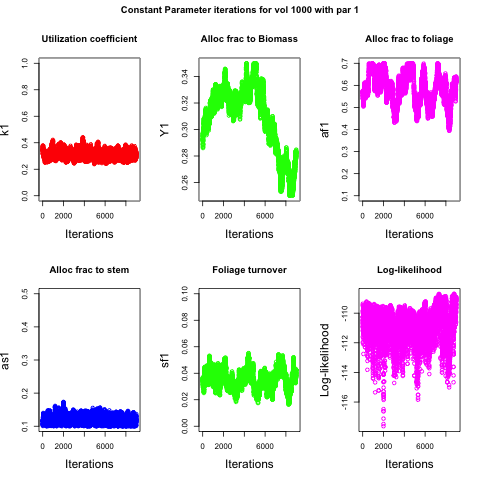 Constant Parameter iterations for vol 1000 with par 1
Utilization coefficient
k1
0.0 0.2 0.4 0.6 0.8 1.0
0 2000 6000
Iterations
Alloc frac to Biomass
Y1
0.26 0.28 0.30 0.32 0.34
0 2000 6000
Iterations
Alloc frac to foliage
af1
0.1 0.2 0.3 0.4 0.5 0.6 0.7
0 2000 6000
Iterations
Alloc frac to stem
as1
0.1 0.2 0.3 0.4 0.5
0 2000 6000
Iterations
Foliage turnover
sf1
0.00 0.02 0.04 0.06 0.08 0.10
0 2000 6000
Iterations
Log-likelihood
Log-likelihood
-116 -114 -112 -110
0 2000 6000
Iterations